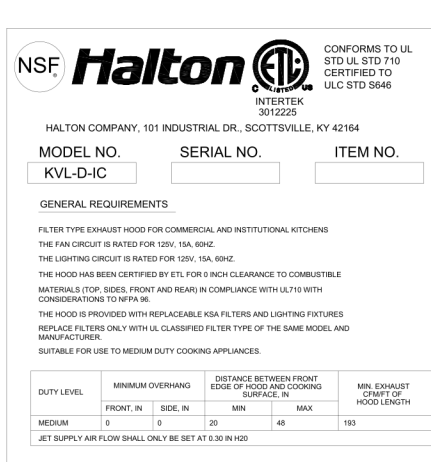 NSF® Halton C ETL LISTED US
CONFORMS TO UL
STD UL STD 710
CERTIFIED TO
ULC STD S646
INTERTEK
3012225
HALTON COMPANY, 101 INDUSTRIAL DR., SCOTTSVILLE, KY 42164
MODEL NO. SERIAL NO. ITEM NO.
KVL-D-IC
GENERAL REQUIREMENTS
FILTER TYPE EXHAUST HOOD FOR COMMERCIAL AND INSTITUTIONAL KITCHENS
THE FAN CIRCUIT IS RATED FOR 125V, 15A, 60HZ.
THE LIGHTING CIRCUIT IS RATED FOR 125V, 15A, 60HZ.
THE HOOD HAS BEEN CERTIFIED BY ETL FOR 0 INCH CLEARANCE TO COMBUSTIBLE
MATERIALS (TOP, SIDES, FRONT AND REAR) IN COMPLIANCE WITH UL710 WITH
CONSIDERATIONS TO NFPA 96.
THE HOOD IS PROVIDED WITH REPLACEABLE KSA FILTERS AND LIGHTING FIXTURES
REPLACE FILTERS ONLY WITH UL CLASSIFIED FILTER TYPE OF THE SAME MODEL AND
MANUFACTURER.
SUITABLE FOR USE TO MEDIUM DUTY COOKING APPLIANCES.
DUTY LEVEL MINIMUM OVERHANG DISTANCE BETWEEN FRONT
EDGE OF HOOD AND COOKING
SURFACE, IN
MIN. EXHAUST
CFM/FT OF
HOOD LENGTH
FRONT, IN SIDE, IN MIN MAX
MEDIUM 0 0 20 48 193
JET SUPPLY AIR FLOW SHALL ONLY BE SET AT 0.30 IN H20